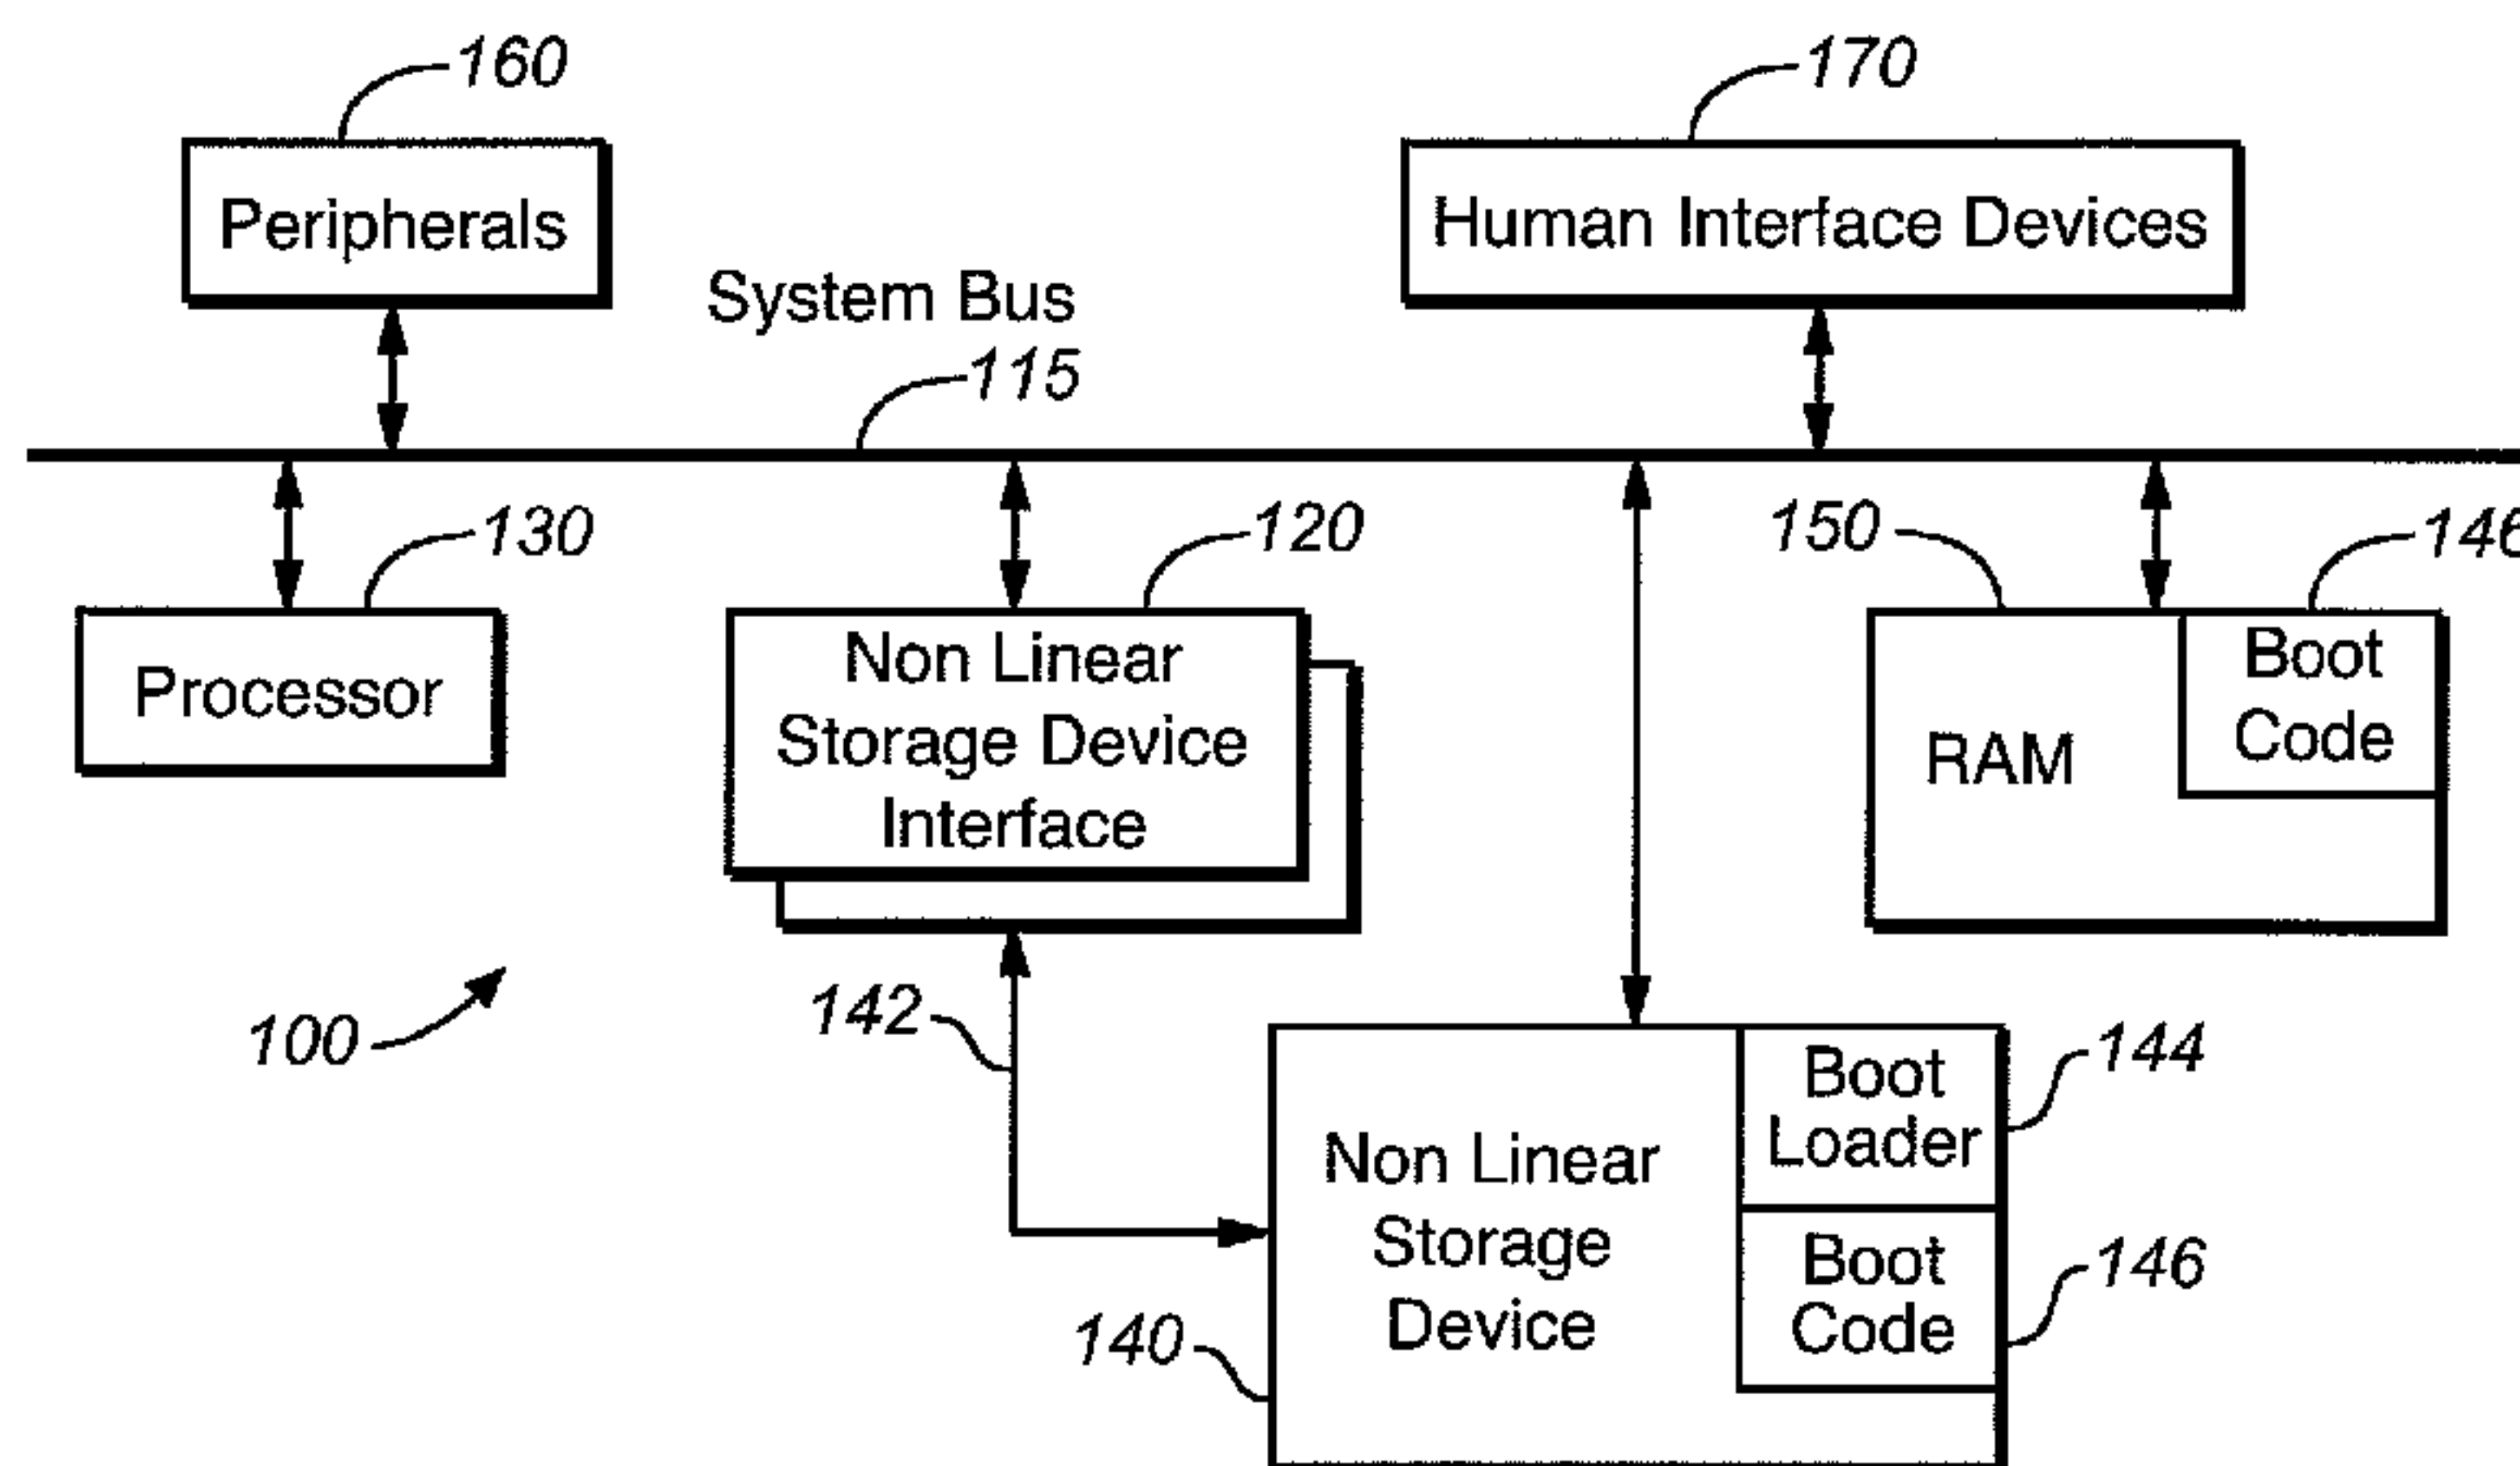 160
170
Peripherals
Human Interface Devices
System Bus
115
130
120
150
146
Processor
Non Linear
Storage Device
Interface
RAM
Boot
Code
100
142
144
Boot
Loader
Non Linear
Storage
Device
Boot
Code
146
140